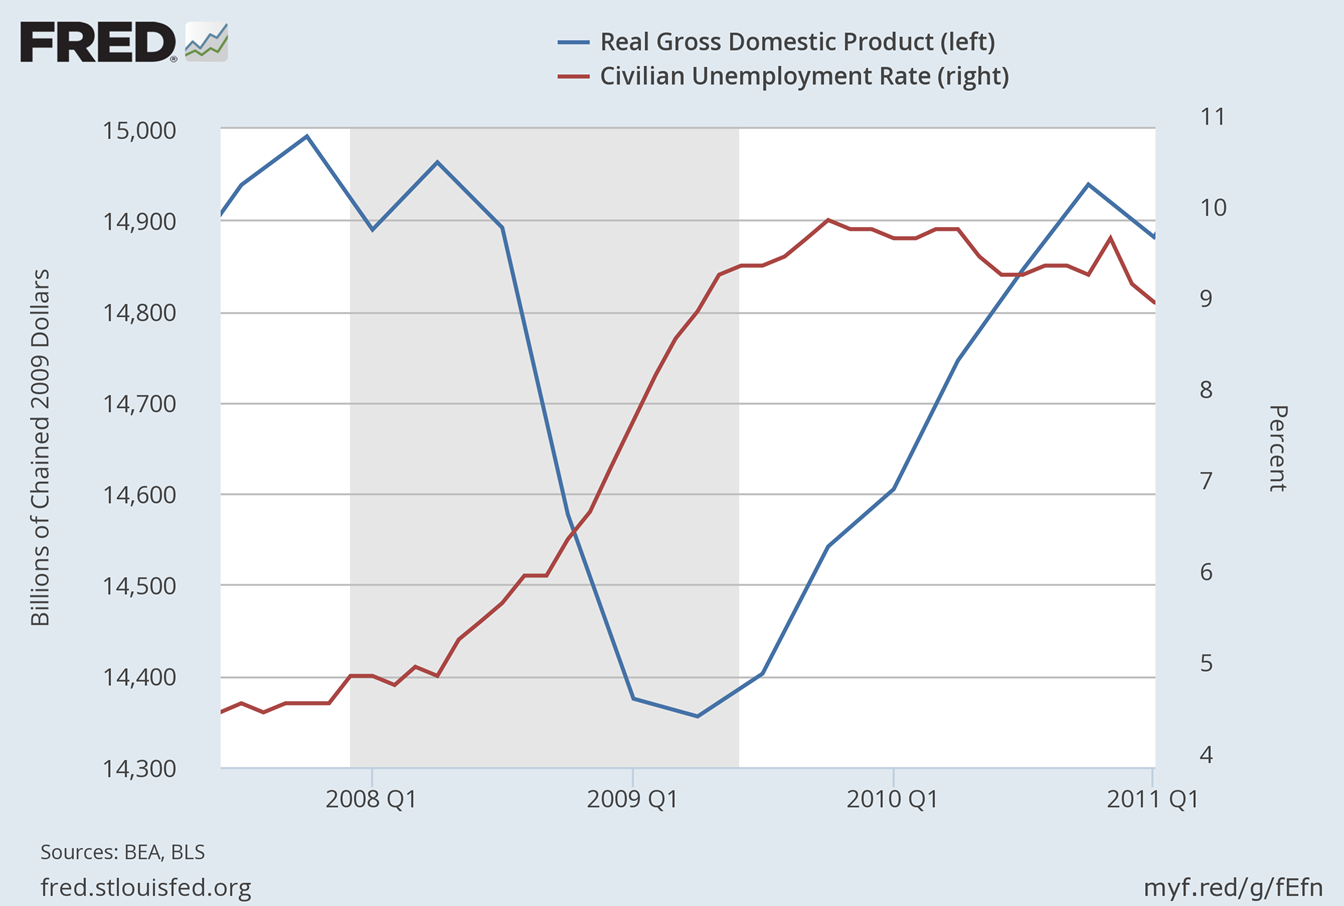 FRED®
Real Gross Domestic Product (left)
Civilian Unemployment Rate (right)
15,000
14,900
14,800
14,700
14,600
14,500
14,400
14,300
Billions of Chained 2009 Dollars
11
10
9
8
7
6
5
4
Percent
2008 Q1
2009 Q1
2010 Q1
2011 Q1
Sources: BEA, BLS
fred.stlouisfed.org
myf.red/g/fEfn